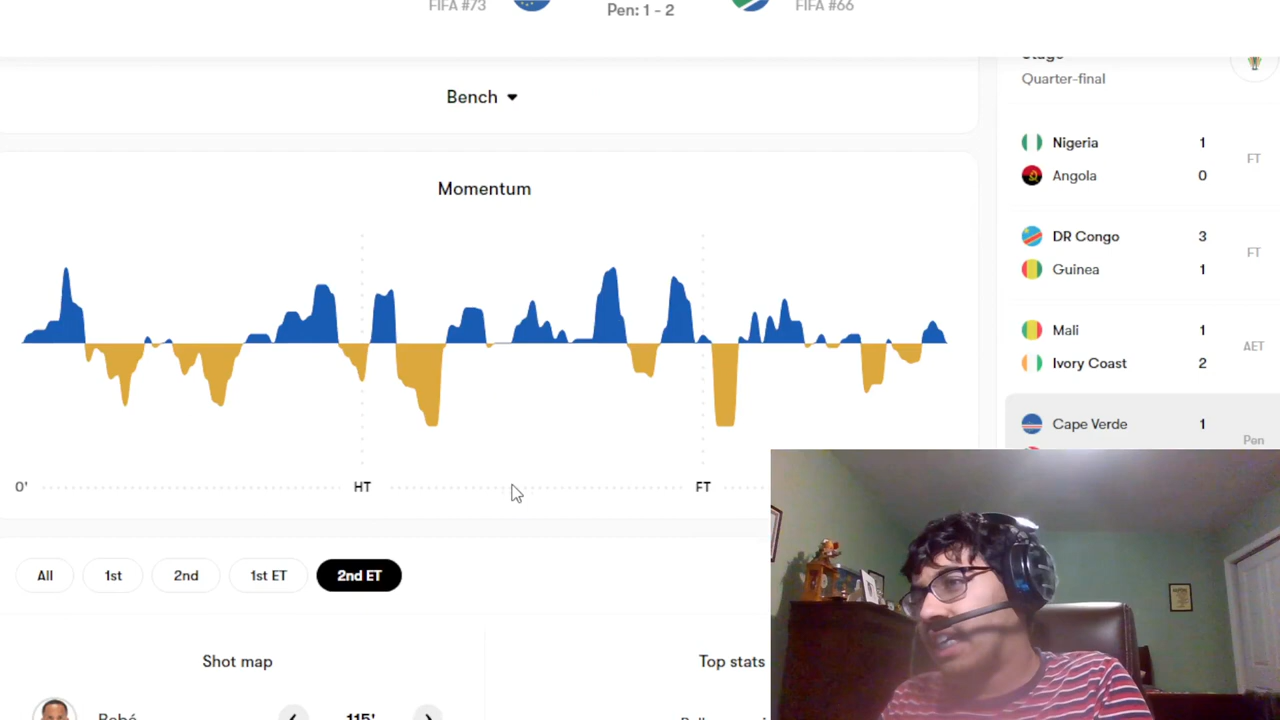 FIFA #73
Pen: 1 - 2
FIFA #66
Bench
Stage
Quarter-final
Momentum
Nigeria 1
Angola 0
FT
DR Congo 3
Guinea 1
FT
Mali 1
Ivory Coast 2
AET
Cape Verde 1
Pen
0'
HT
FT
All
1st
2nd
1st ET
2nd ET
Shot map
Top stats
Bebé
115'